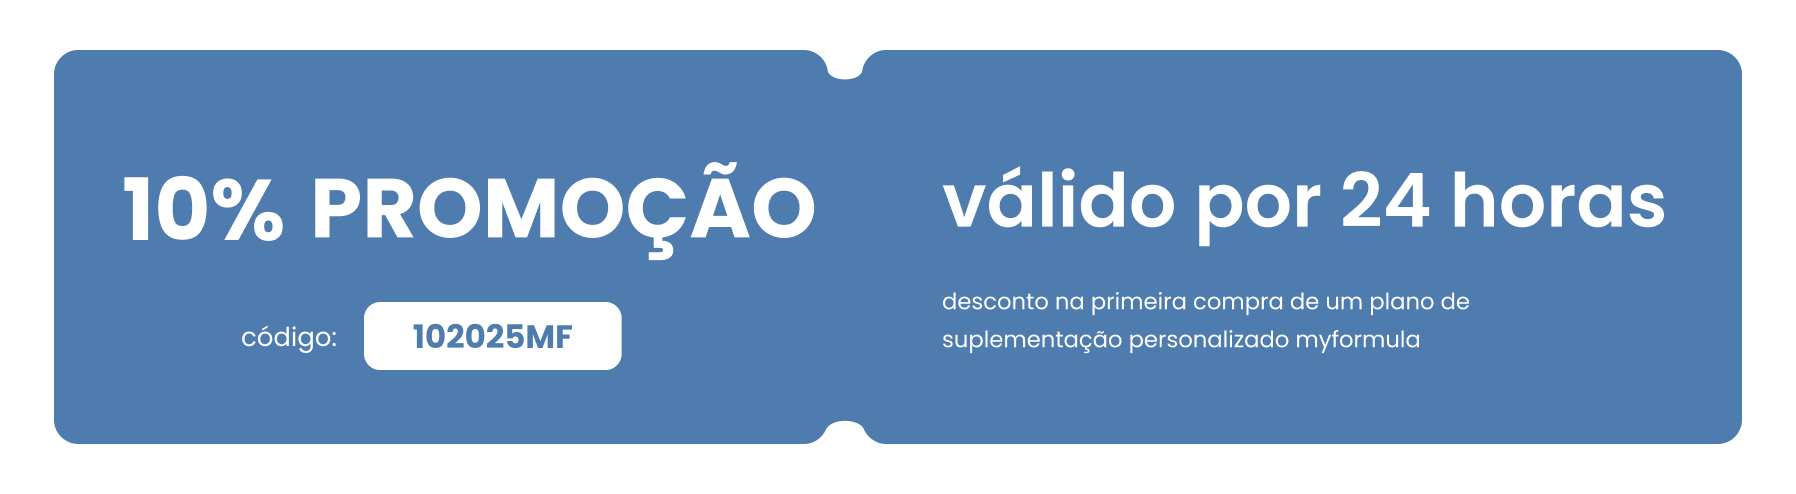 10% PROMOÇÃO
código: 102025MF
válido por 24 horas
desconto na primeira compra de um plano de
suplementação personalizado myformula